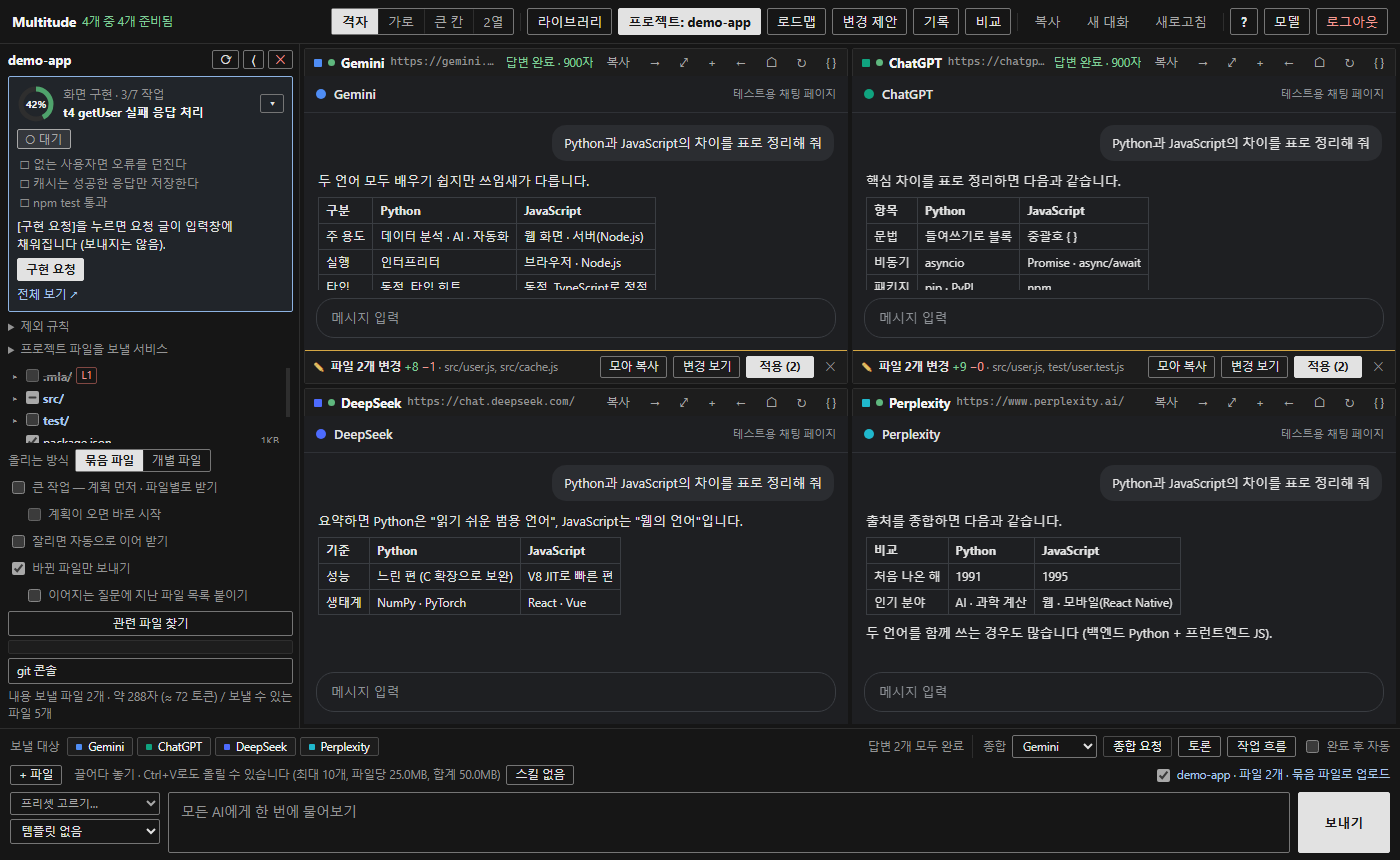 Multitude 4개 중 4개 준비됨 격자 가로 큰 칸 2열 라이브러리 프로젝트: demo-app 로드맵 변경 제안 기록 비교 복사 새 대화 새로고침 ? 모델 로그아웃
demo-app
42% 화면 구현 · 3/7 작업
t4 getUser 실패 응답 처리
○ 대기
없는 사용자면 오류를 던진다
캐시는 성공한 응답만 저장한다
npm test 통과
[구현 요청]을 누르면 요청 글이 입력창에
채워집니다 (보내지는 않음).
구현 요청
전체 보기 ↗
▶ 제외 규칙
▶ 프로젝트 파일을 보낼 서비스
.mla/ L1
src/
test/
package.json 1KB
올리는 방식 묶음 파일 개별 파일
큰 작업 — 계획 먼저 · 파일별로 받기
계획이 오면 바로 시작
잘리면 자동으로 이어 받기
바뀐 파일만 보내기
이어지는 질문에 지난 파일 목록 붙이기
관련 파일 찾기
git 콘솔
내용 보낼 파일 2개 · 약 288자 (≈ 72 토큰) / 보낼 수 있는
파일 5개
Gemini https://gemini.… 답변 완료 · 900자 복사 → ⤢ + ← ↻ { }
Gemini 테스트용 채팅 페이지
Python과 JavaScript의 차이를 표로 정리해 줘
두 언어 모두 배우기 쉽지만 쓰임새가 다릅니다.
구분 Python JavaScript
주 용도 데이터 분석 · AI · 자동화 웹 화면 · 서버(Node.js)
실행 인터프리터 브라우저 · Node.js
타입 동적, 타입 힌트 동적, TypeScript로 정적
메시지 입력
파일 2개 변경 +8 −1 · src/user.js, src/cache.js 모아 복사 변경 보기 적용 (2)
ChatGPT https://chatgp… 답변 완료 · 900자 복사 → ⤢ + ← ↻ { }
ChatGPT 테스트용 채팅 페이지
Python과 JavaScript의 차이를 표로 정리해 줘
핵심 차이를 표로 정리하면 다음과 같습니다.
항목 Python JavaScript
문법 들여쓰기로 블록 중괄호 { }
비동기 asyncio Promise · async/await
패키지 pip · PyPI npm
메시지 입력
파일 2개 변경 +9 −0 · src/user.js, test/user.test.js 모아 복사 변경 보기 적용 (2)
DeepSeek https://chat.deepseek.com/ 복사 → ⤢ + ← ↻ { }
DeepSeek 테스트용 채팅 페이지
Python과 JavaScript의 차이를 표로 정리해 줘
요약하면 Python은 "읽기 쉬운 범용 언어", JavaScript는 "웹의 언어"입니다.
기준 Python JavaScript
성능 느린 편 (C 확장으로 보완) V8 JIT로 빠른 편
생태계 NumPy · PyTorch React · Vue
메시지 입력
Perplexity https://www.perplexity.ai/ 복사 → ⤢ + ← ↻ { }
Perplexity 테스트용 채팅 페이지
Python과 JavaScript의 차이를 표로 정리해 줘
출처를 종합하면 다음과 같습니다.
비교 Python JavaScript
처음 나온 해 1991 1995
인기 분야 AI · 과학 계산 웹 · 모바일(React Native)
두 언어를 함께 쓰는 경우도 많습니다 (백엔드 Python + 프런트엔드 JS).
메시지 입력
보낼 대상 Gemini ChatGPT DeepSeek Perplexity 답변 2개 모두 완료 종합 Gemini 종합 요청 토론 작업 흐름 완료 후 자동
+ 파일 끌어다 놓기 · Ctrl+V로도 올릴 수 있습니다 (최대 10개, 파일당 25.0MB, 합계 50.0MB) 스킬 없음 demo-app · 파일 2개 · 묶음 파일로 업로드
프리셋 고르기...
템플릿 없음
모든 AI에게 한 번에 물어보기
보내기